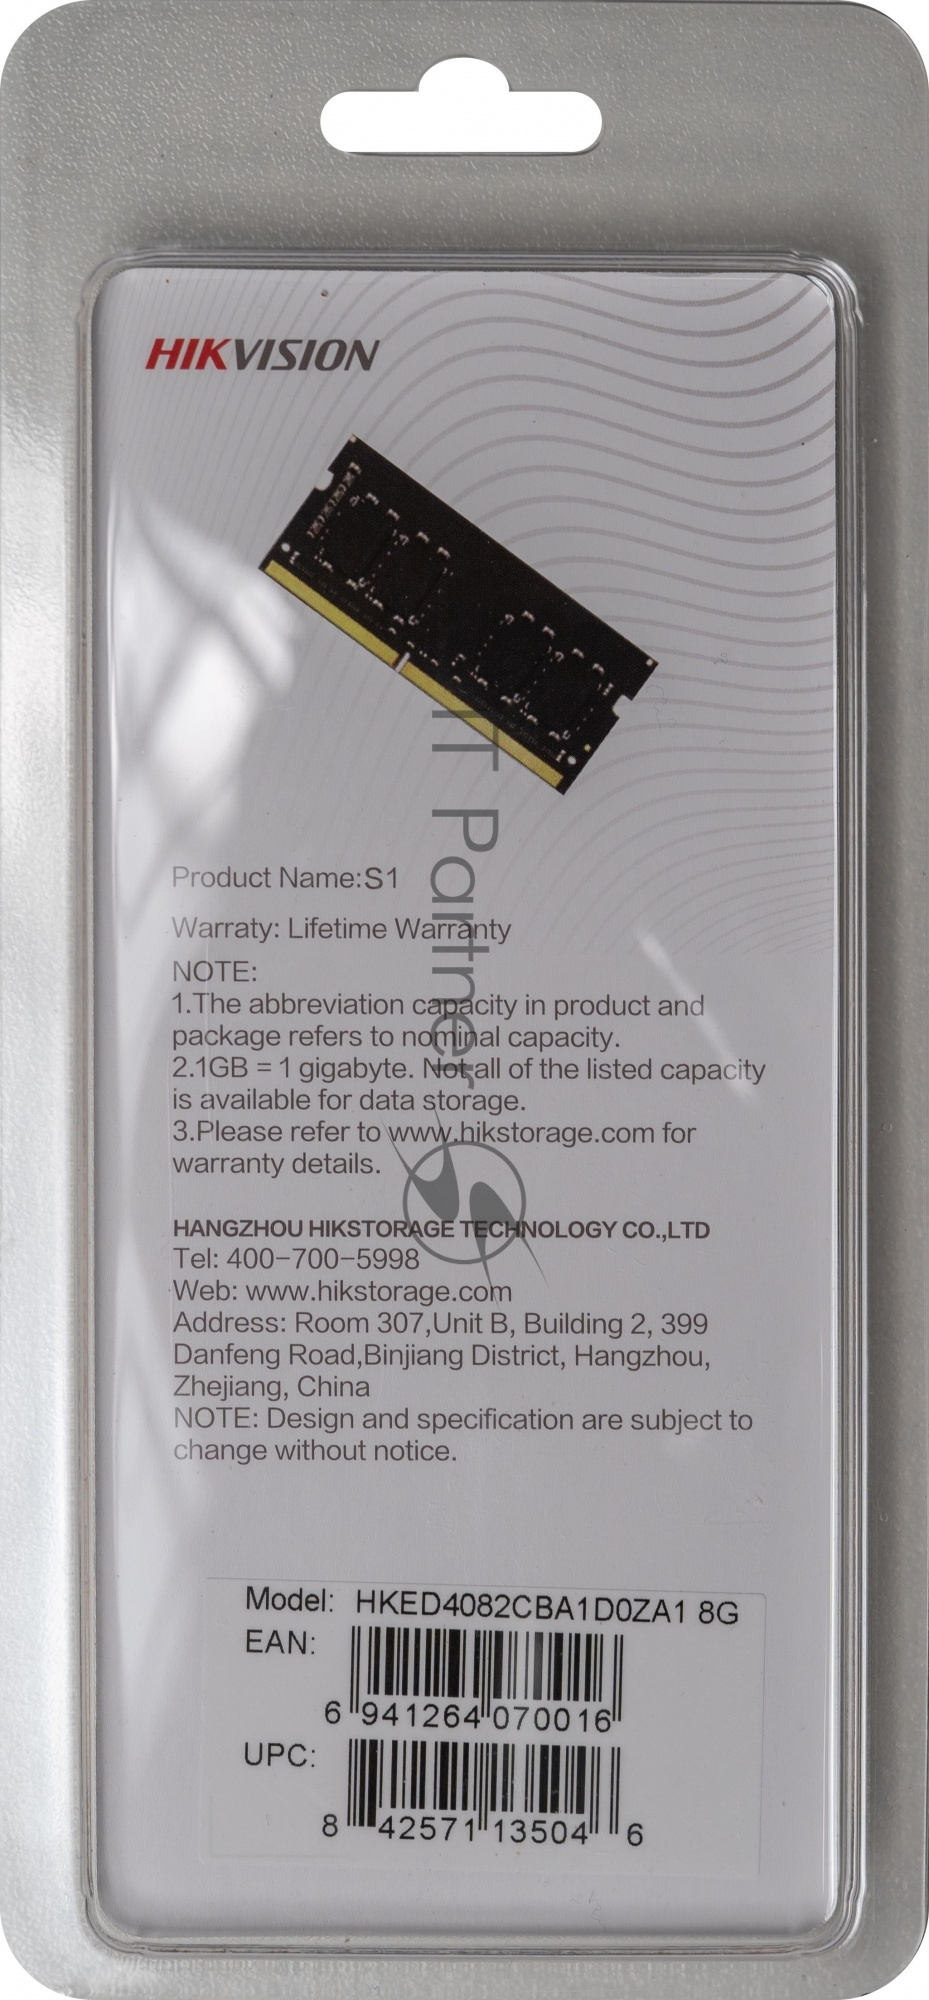 HIKVISION
IT Partner
Product Name:S1
Warraty: Lifetime Warranty
NOTE:
1.The abbreviation capacity in product and
package refers to nominal capacity.
2.1GB = 1 gigabyte. Not all of the listed capacity
is available for data storage.
3.Please refer to www.hikstorage.com for
warranty details.
HANGZHOU HIKSTORAGE TECHNOLOGY CO.,LTD
Tel: 400-700-5998
Web: www.hikstorage.com
Address: Room 307,Unit B, Building 2, 399
Danfeng Road,Binjiang District, Hangzhou,
Zhejiang, China
NOTE: Design and specification are subject to
change without notice.
Model: HKED4082CBA1D0ZA1 8G
EAN:
6 941264 070016
UPC:
8 42571 13504 6